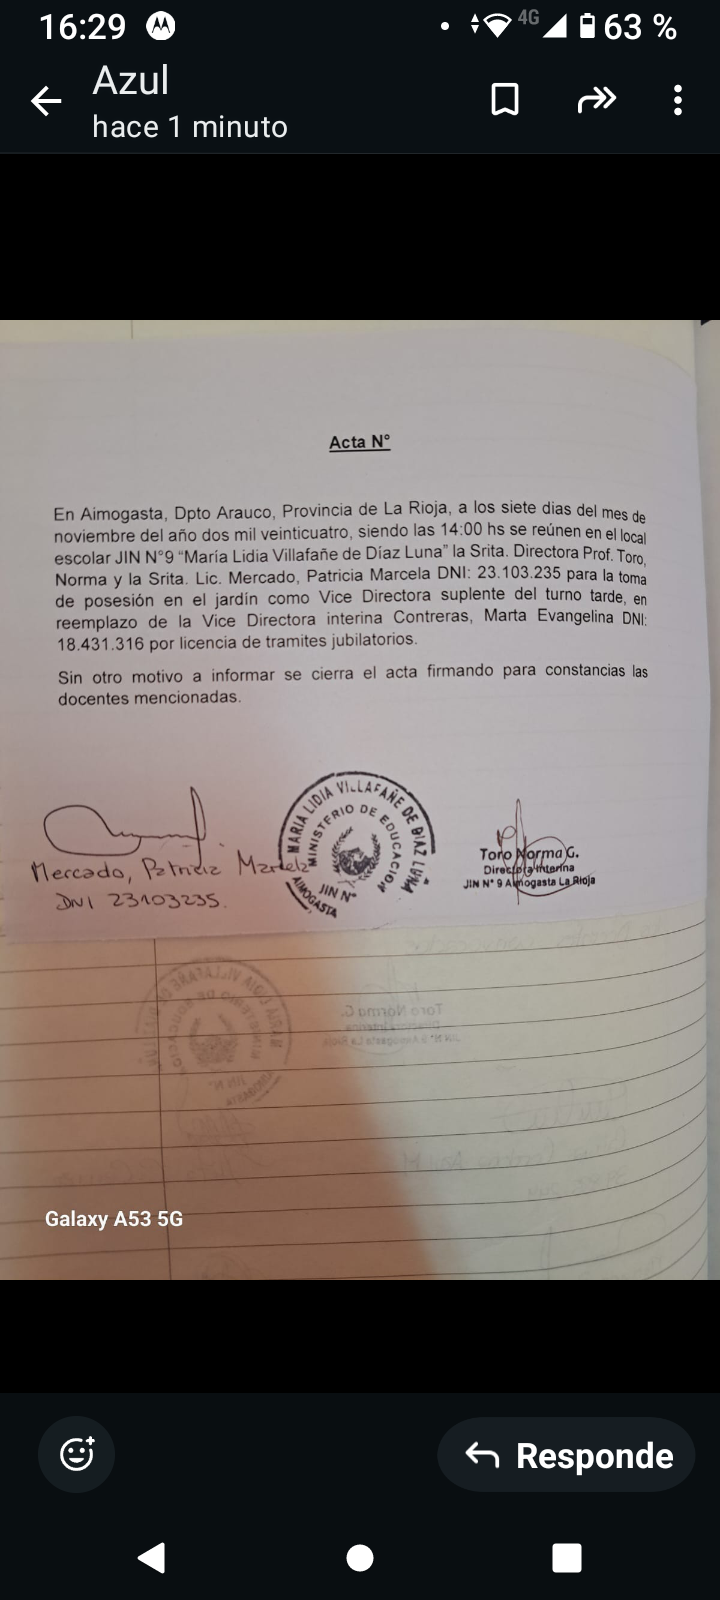 16:29
4G
63 %
Azul
hace 1 minuto
Acta N°
En Aimogasta, Dpto Arauco, Provincia de La Rioja, a los siete dias del mes de
noviembre del año dos mil veinticuatro, siendo las 14:00 hs se reúnen en el local
escolar JIN N°9 “María Lidia Villafañe de Díaz Luna” la Srita. Directora Prof. Toro,
Norma y la Srita. Lic. Mercado, Patricia Marcela DNI: 23.103.235 para la toma
de posesión en el jardín como Vice Directora suplente del turno tarde, en
reemplazo de la Vice Directora interina Contreras, Marta Evangelina DNI:
18.431.316 por licencia de tramites jubilatorios.
Sin otro motivo a informar se cierra el acta firmando para constancias las
docentes mencionadas.
MARIA LIDIA VILLAFAÑE DE DIAZ LUNA
MINISTERIO DE EDUCACION
JIN N°
AIMOGASTA
Mercado, Patricia
DNI 23103235.
Toro Norma G.
Directora Interina
JIN N° 9 Aimogasta La Rioja
Galaxy A53 5G
Responde